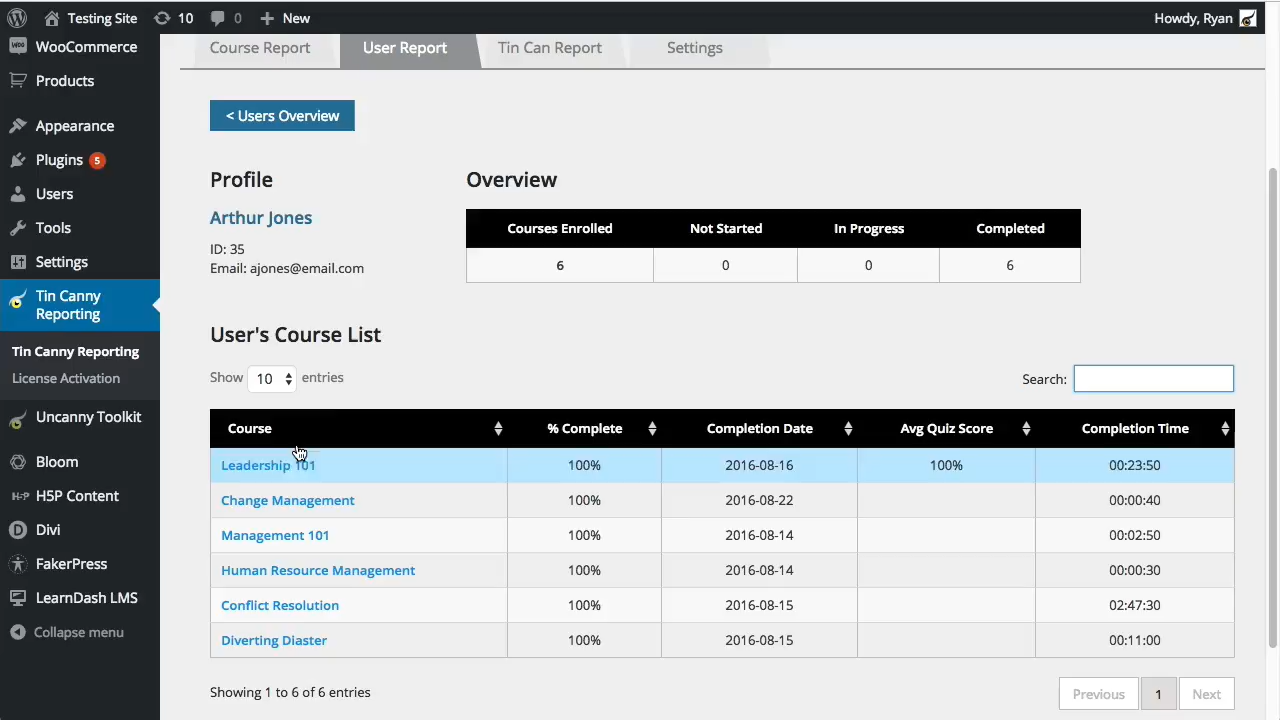 Testing Site 10 0 + New Howdy, Ryan
WooCommerce
Products
Appearance
Plugins 5
Users
Tools
Settings
Tin Canny
Reporting
Tin Canny Reporting
License Activation
Uncanny Toolkit
Bloom
H-P H5P Content
D Divi
FakerPress
LearnDash LMS
Collapse menu
Course Report User Report Tin Can Report Settings
< Users Overview
Profile
Arthur Jones
ID: 35
Email: ajones@email.com
Overview
Courses Enrolled Not Started In Progress Completed
6 0 0 6
User's Course List
Show 10 entries Search:
Course % Complete Completion Date Avg Quiz Score Completion Time
Leadership 101 100% 2016-08-16 100% 00:23:50
Change Management 100% 2016-08-22 00:00:40
Management 101 100% 2016-08-14 00:02:50
Human Resource Management 100% 2016-08-14 00:00:30
Conflict Resolution 100% 2016-08-15 02:47:30
Diverting Diaster 100% 2016-08-15 00:11:00
Showing 1 to 6 of 6 entries Previous 1 Next